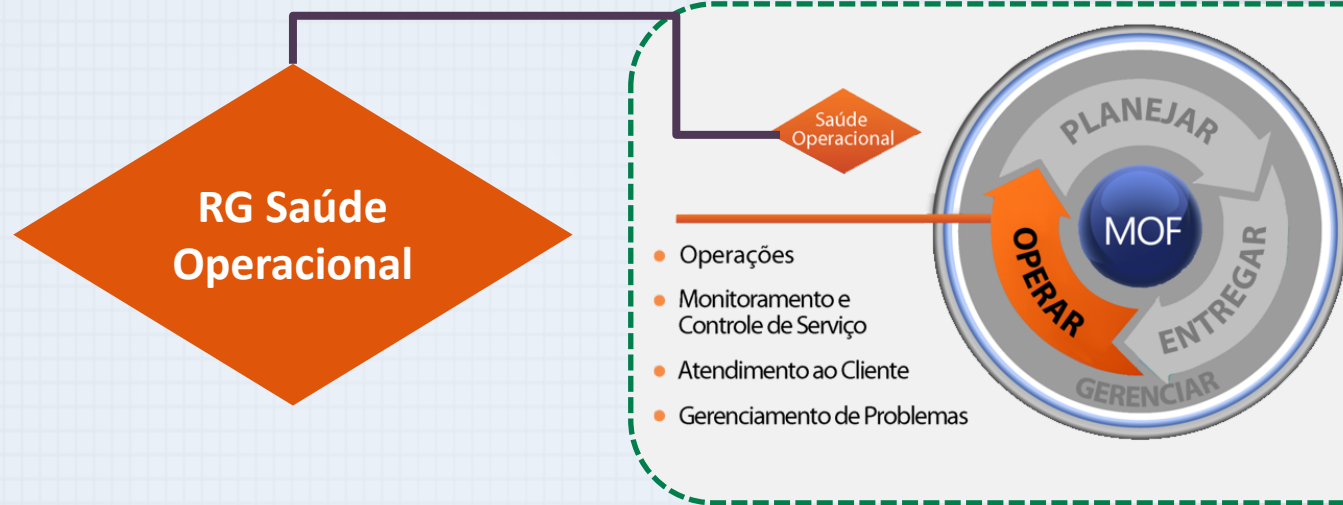 RG Saúde
Operacional
Saúde
Operacional
Operações
Monitoramento e
Controle de Serviço
Atendimento ao Cliente
Gerenciamento de Problemas
PLANEJAR
MOF
OPERAR
ENTREGAR
GERENCIAR